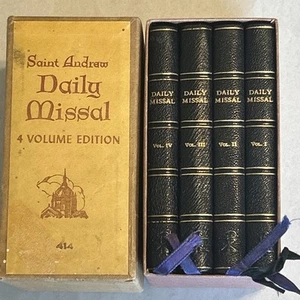 Saint Andrew
Daily
Missal
4 VOLUME EDITION
414
DAILY
MISSAL
VOL. IV
DAILY
MISSAL
VOL. III
DAILY
MISSAL
VOL. II
DAILY
MISSAL
VOL. I